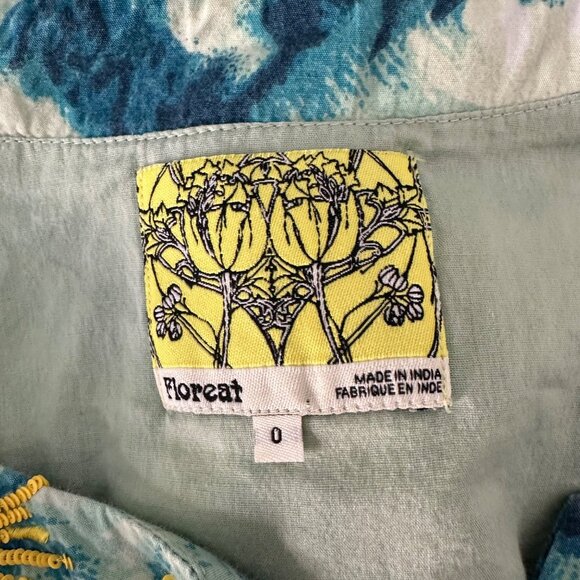 Floreat
MADE IN INDIA
FABRIQUE EN INDE
0